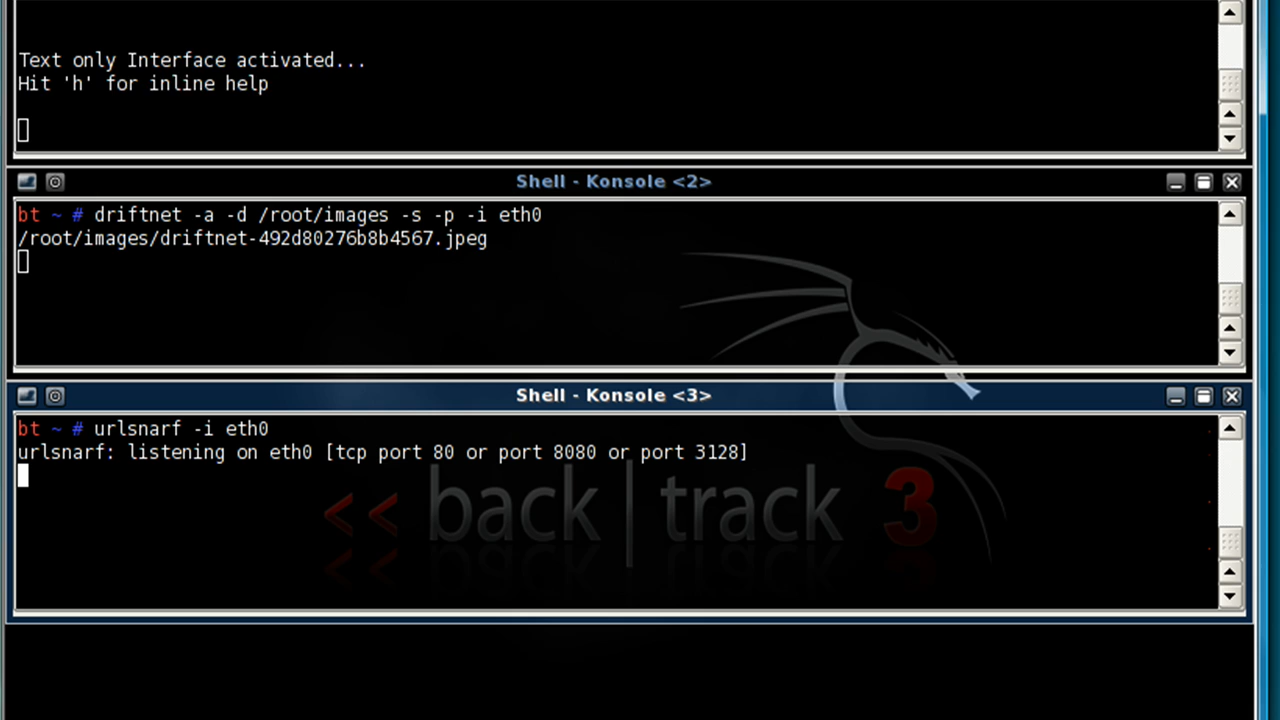 Text only Interface activated...
Hit 'h' for inline help
Shell - Konsole <2>
bt ~ # driftnet -a -d /root/images -s -p -i eth0
/root/images/driftnet-492d80276b8b4567.jpeg
Shell - Konsole <3>
bt ~ # urlsnarf -i eth0
urlsnarf: listening on eth0 [tcp port 80 or port 8080 or port 3128]
<< back | track 3